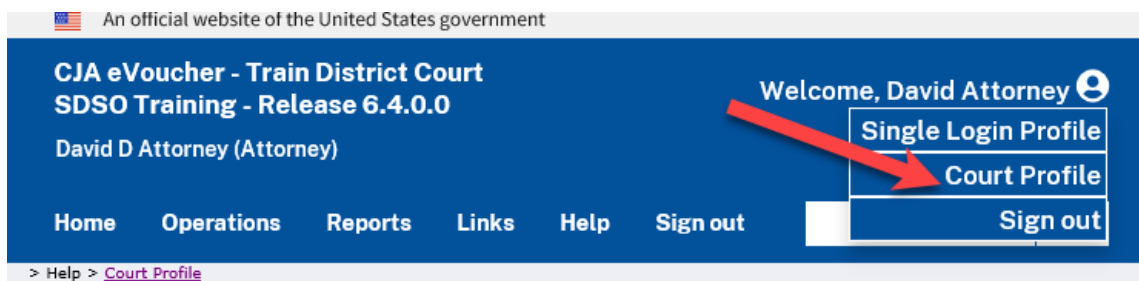 An official website of the United States government
CJA eVoucher - Train District Court
SDSO Training - Release 6.4.0.0
David D Attorney (Attorney)
Welcome, David Attorney
Single Login Profile
Court Profile
Sign out
Home Operations Reports Links Help Sign out
> Help > Court Profile